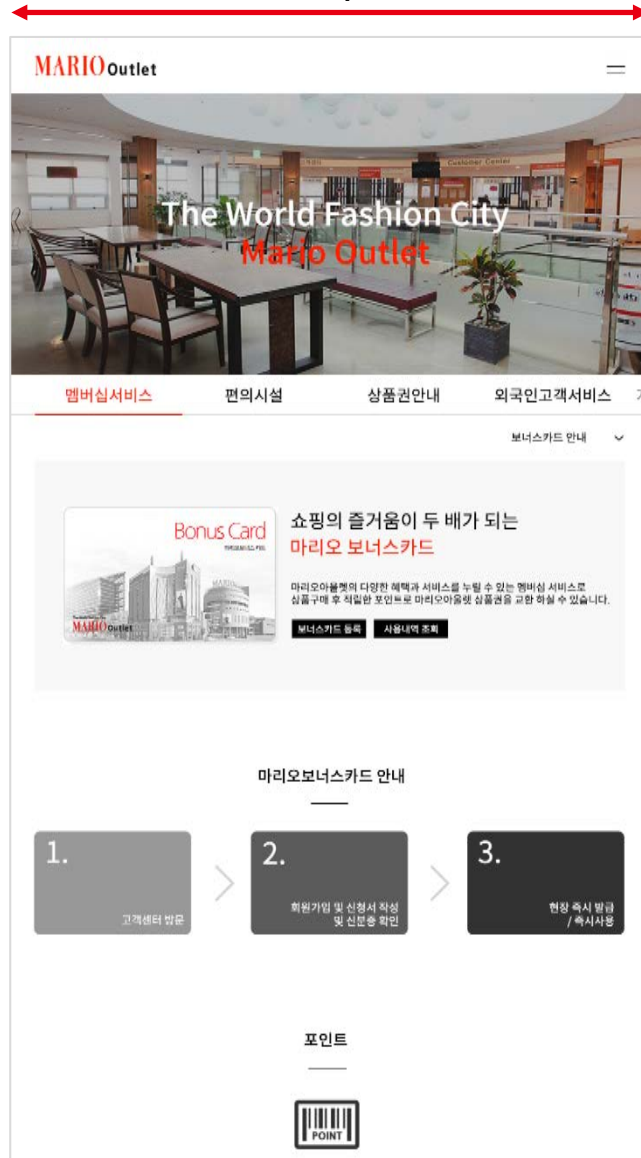 MARIO Outlet
Customer Center
The World Fashion City
Mario Outlet
멤버십서비스 편의시설 상품권안내 외국인고객서비스
보너스카드 안내
Bonus Card
MARIO Outlet
쇼핑의 즐거움이 두 배가 되는
마리오 보너스카드
마리오아울렛의 다양한 혜택과 서비스를 누릴 수 있는 멤버십 서비스로
상품구매 후 적립한 포인트로 마리오아울렛 상품권을 교환 하실 수 있습니다.
보너스카드 등록 사용내역 조회
마리오보너스카드 안내
1.
고객센터 방문
2.
회원가입 및 신청서 작성
및 신분증 확인
3.
현장 즉시 발급
/ 즉시사용
포인트
POINT